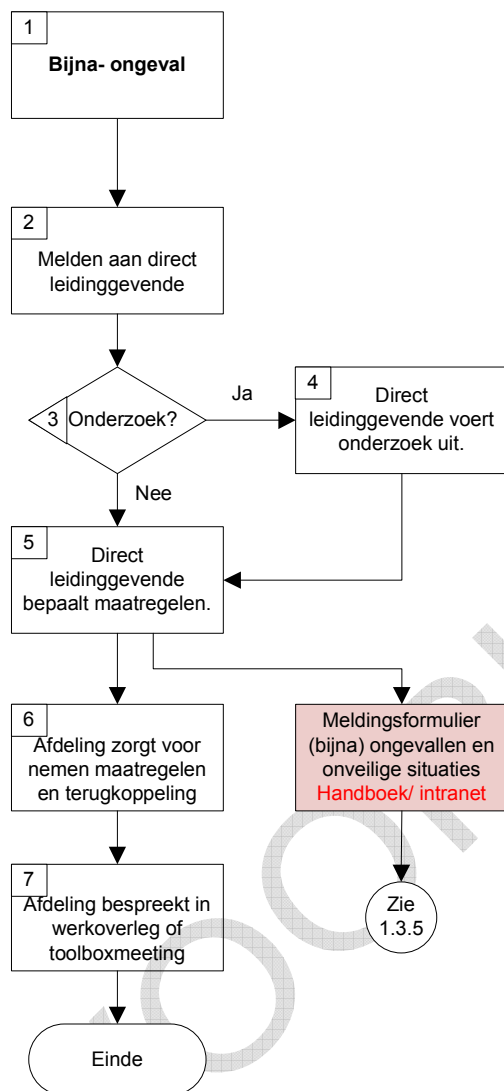 1
Bijna- ongeval
2
Melden aan direct
leidinggevende
3
Onderzoek?
Ja
Nee
4
Direct
leidinggevende voert
onderzoek uit.
5
Direct
leidinggevende
bepaalt maatregelen.
6
Afdeling zorgt voor
nemen maatregelen
en terugkoppeling
Meldingsformulier
(bijna) ongevallen en
onveilige situaties
Handboek/ intranet
7
Afdeling bespreekt in
werkoverleg of
toolboxmeeting
Zie
1.3.5
Einde